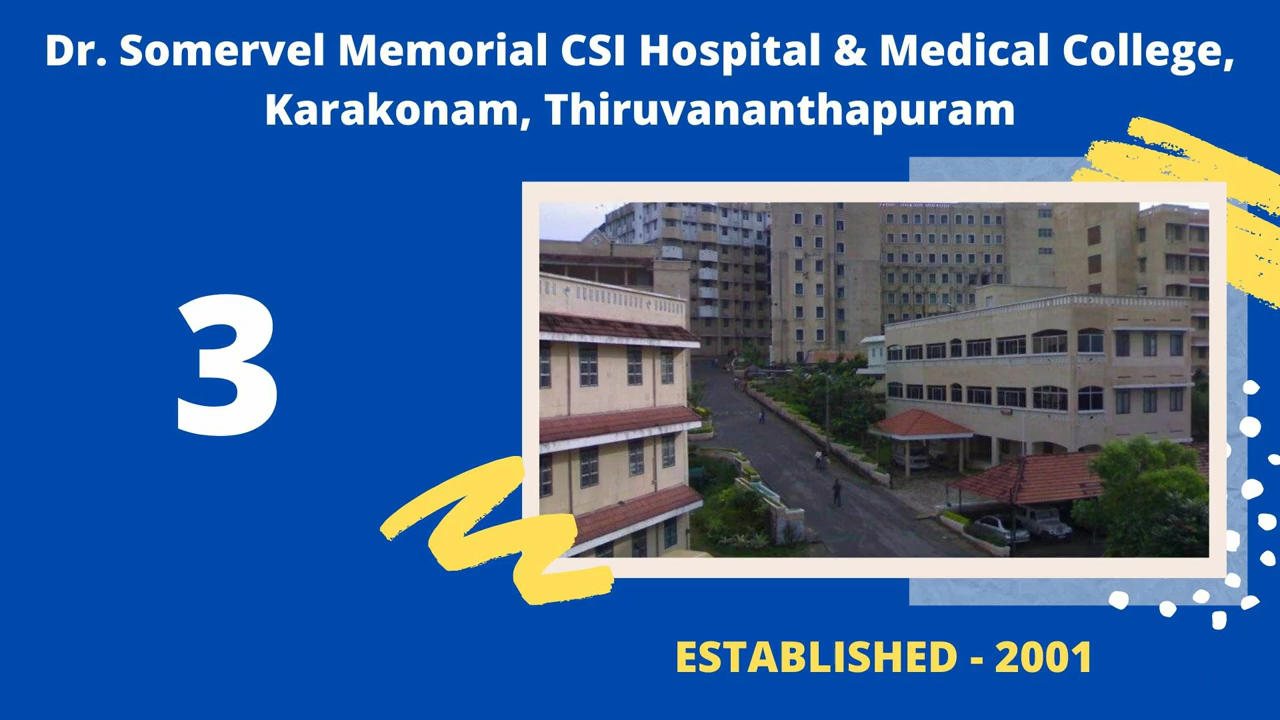 Dr. Somervel Memorial CSI Hospital & Medical College,
Karakonam, Thiruvananthapuram
3
ESTABLISHED - 2001